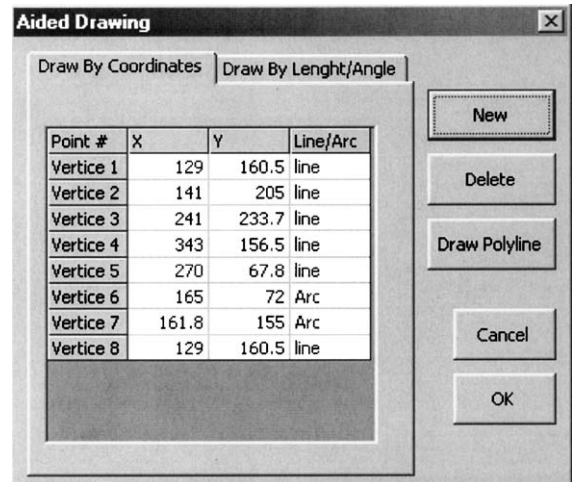 Aided Drawing
Draw By Coordinates Draw By Lenght/Angle
Point # X Y Line/Arc
Vertice 1 129 160.5 line
Vertice 2 141 205 line
Vertice 3 241 233.7 line
Vertice 4 343 156.5 line
Vertice 5 270 67.8 line
Vertice 6 165 72 Arc
Vertice 7 161.8 155 Arc
Vertice 8 129 160.5 line
New
Delete
Draw Polyline
Cancel
OK